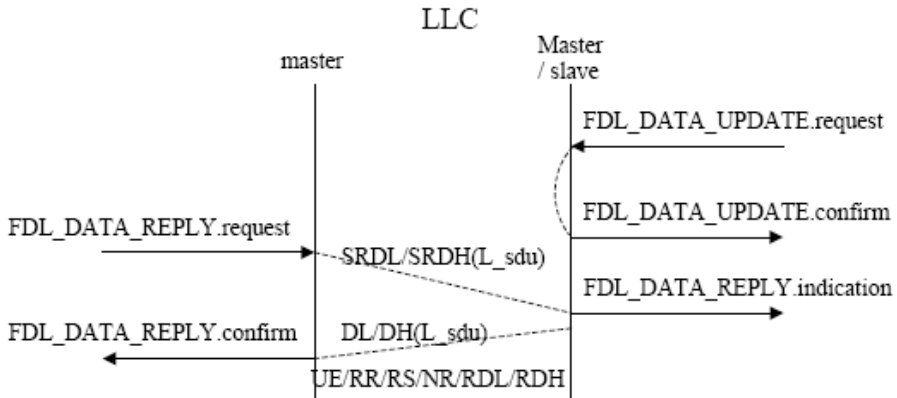 LLC
master
Master
/ slave
FDL_DATA_UPDATE.request
FDL_DATA_UPDATE.confirm
FDL_DATA_REPLY.request
SRDL/SRDH(L_sdu)
FDL_DATA_REPLY.indication
FDL_DATA_REPLY.confirm
DL/DH(L_sdu)
UE/RR/RS/NR/RDL/RDH